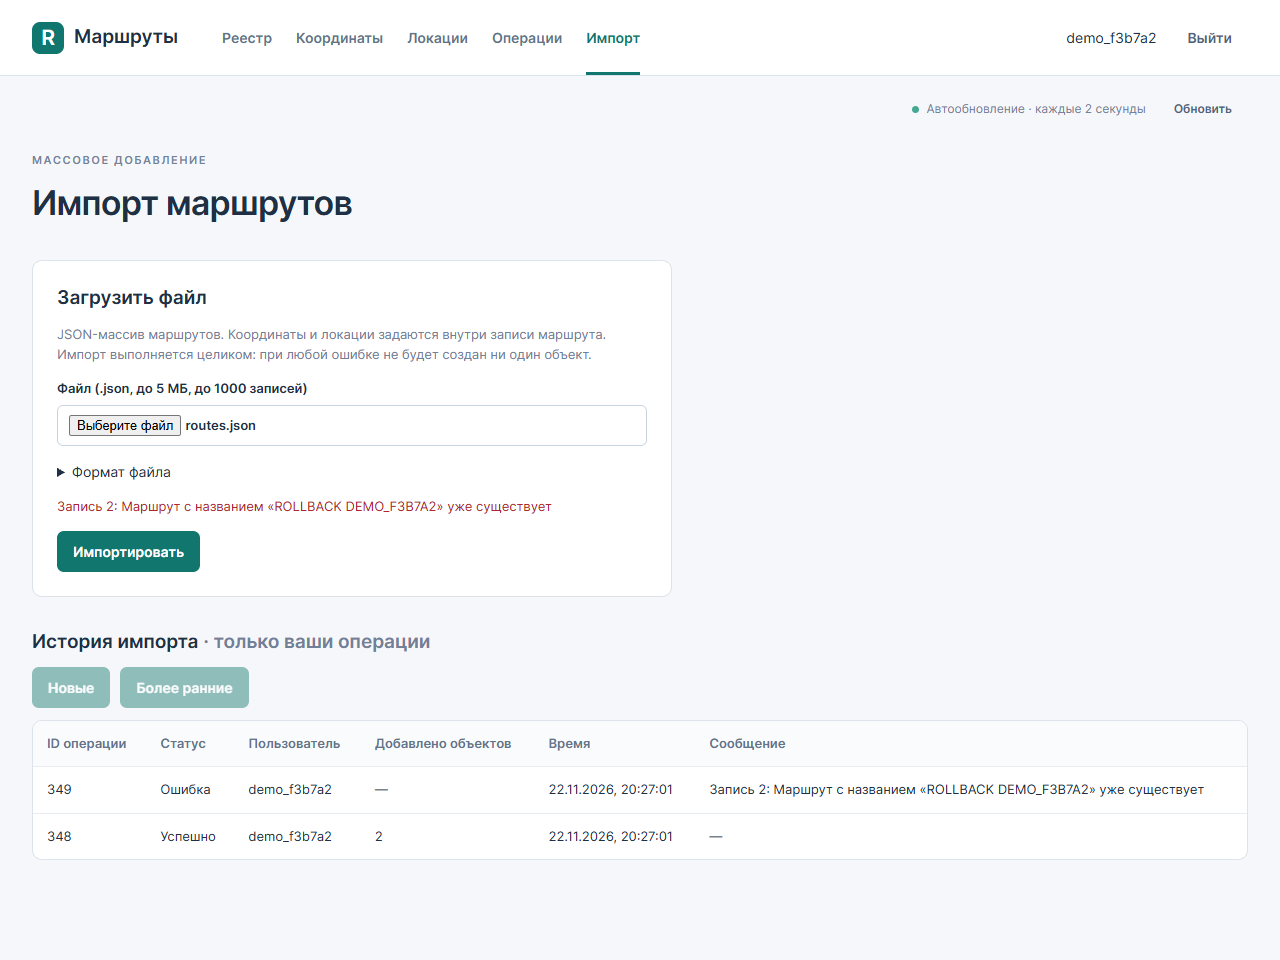 R Маршруты Реестр Координаты Локации Операции Импорт demo_f3b7a2 Выйти
Автообновление · каждые 2 секунды Обновить
МАССОВОЕ ДОБАВЛЕНИЕ
Импорт маршрутов
Загрузить файл
JSON-массив маршрутов. Координаты и локации задаются внутри записи маршрута.
Импорт выполняется целиком: при любой ошибке не будет создан ни один объект.
Файл (.json, до 5 МБ, до 1000 записей)
Выберите файл routes.json
Формат файла
Запись 2: Маршрут с названием «ROLLBACK DEMO_F3B7A2» уже существует
Импортировать
История импорта · только ваши операции
Новые Более ранние
ID операции Статус Пользователь Добавлено объектов Время Сообщение
349 Ошибка demo_f3b7a2 — 22.11.2026, 20:27:01 Запись 2: Маршрут с названием «ROLLBACK DEMO_F3B7A2» уже существует
348 Успешно demo_f3b7a2 2 22.11.2026, 20:27:01 —